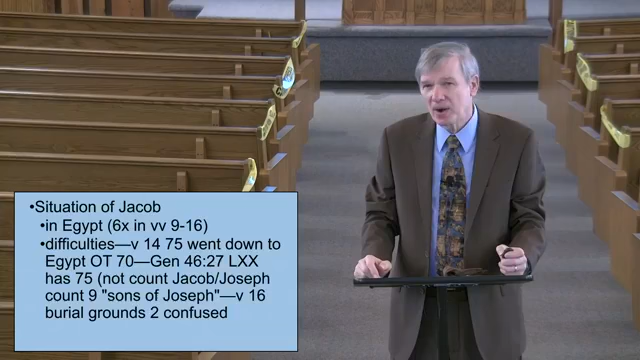 •Situation of Jacob
•in Egypt (6x in vv 9-16)
•difficulties—v 14 75 went down to
Egypt OT 70—Gen 46:27 LXX
has 75 (not count Jacob/Joseph
count 9 "sons of Joseph"—v 16
burial grounds 2 confused